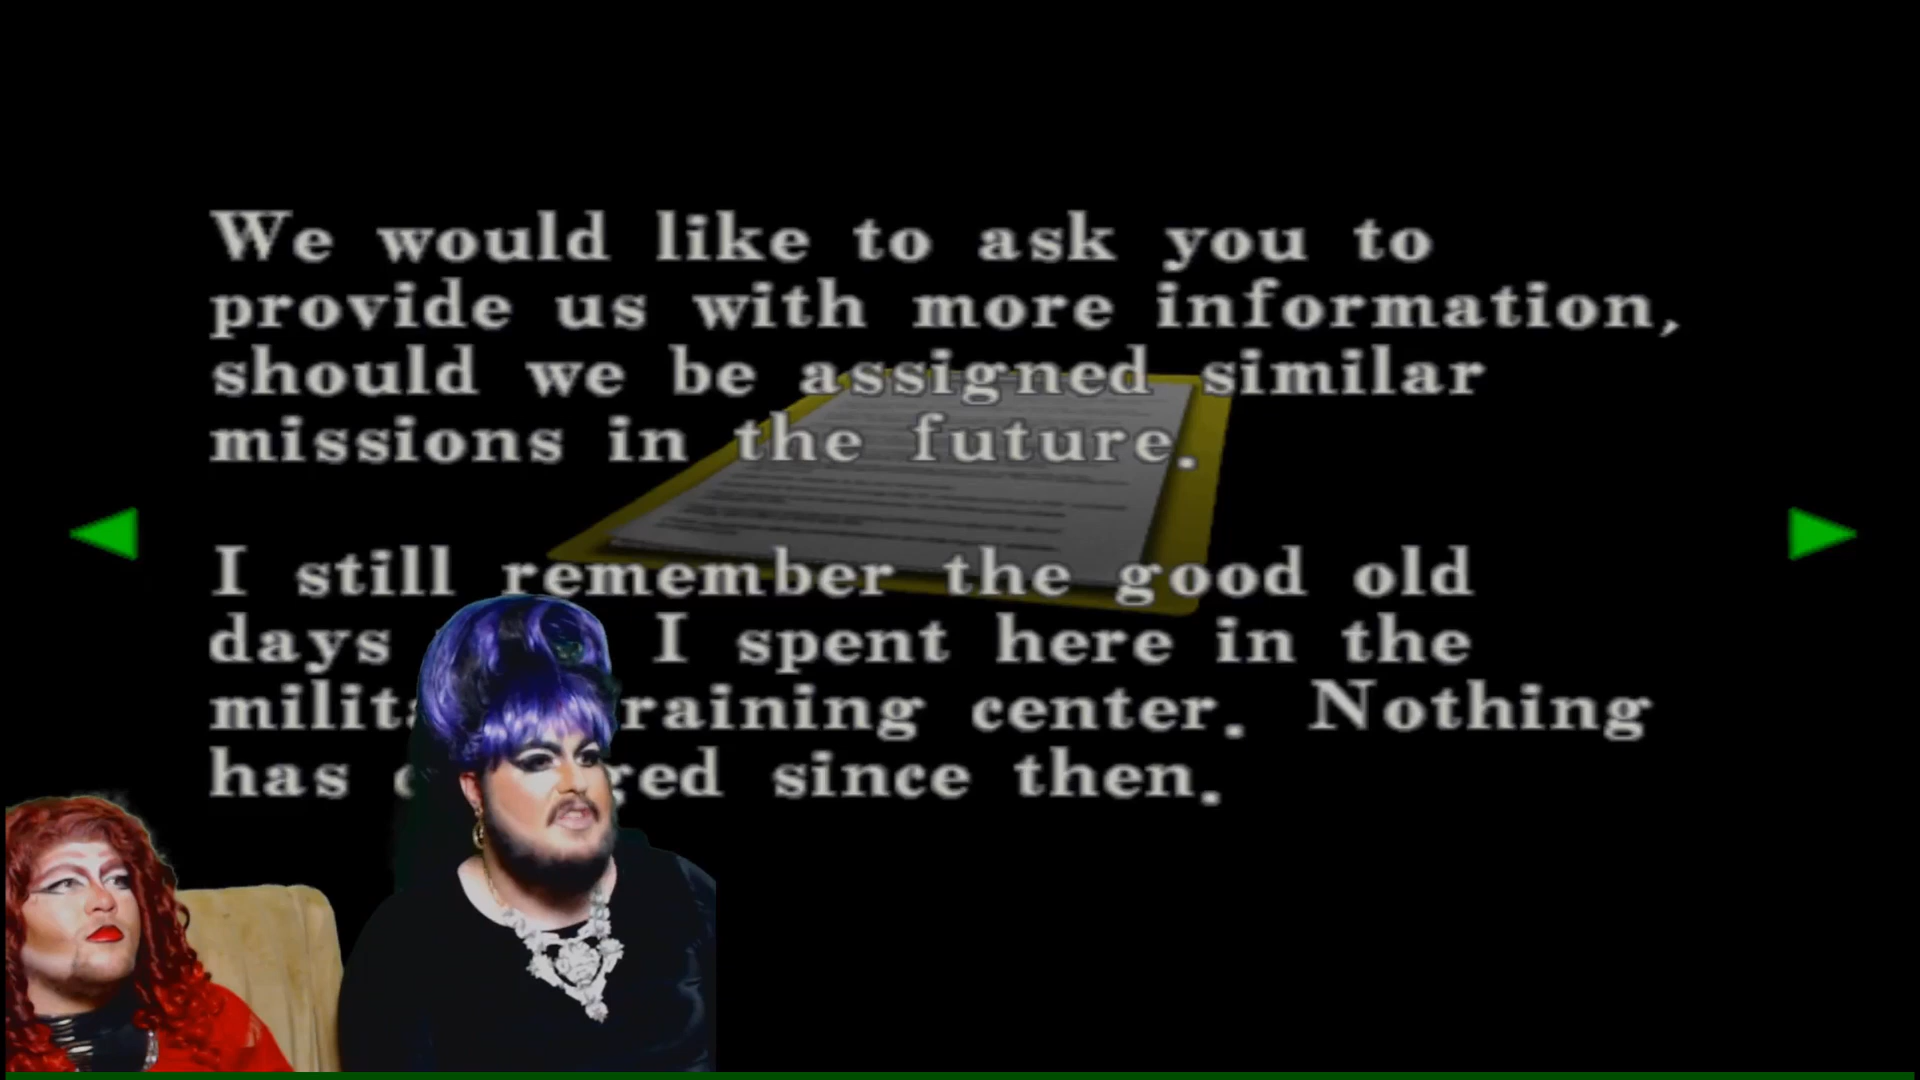 We would like to ask you to
provide us with more information,
should we be assigned similar
missions in the future.
I still remember the good old
days I spent here in the
center. Nothing
has since then.